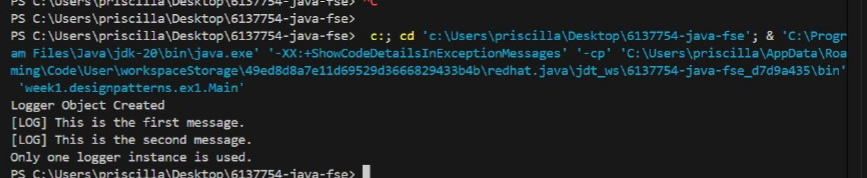 PS C:\Users\priscilla\Desktop\6137754-java-fse> ^C
PS C:\Users\priscilla\Desktop\6137754-java-fse>
PS C:\Users\priscilla\Desktop\6137754-java-fse>  c:; cd 'c:\Users\priscilla\Desktop\6137754-java-fse'; & 'C:\Progr
am Files\Java\jdk-20\bin\java.exe' '-XX:+ShowCodeDetailsInExceptionMessages' '-cp' 'C:\Users\priscilla\AppData\Roa
ming\Code\User\workspaceStorage\49ed8d8a7e11d69529d3666829433b4b\redhat.java\jdt_ws\6137754-java-fse_d7d9a435\bin'
 'week1.designpatterns.ex1.Main'
Logger Object Created
[LOG] This is the first message.
[LOG] This is the second message.
Only one logger instance is used.
PS C:\Users\priscilla\Desktop\6137754-java-fse>